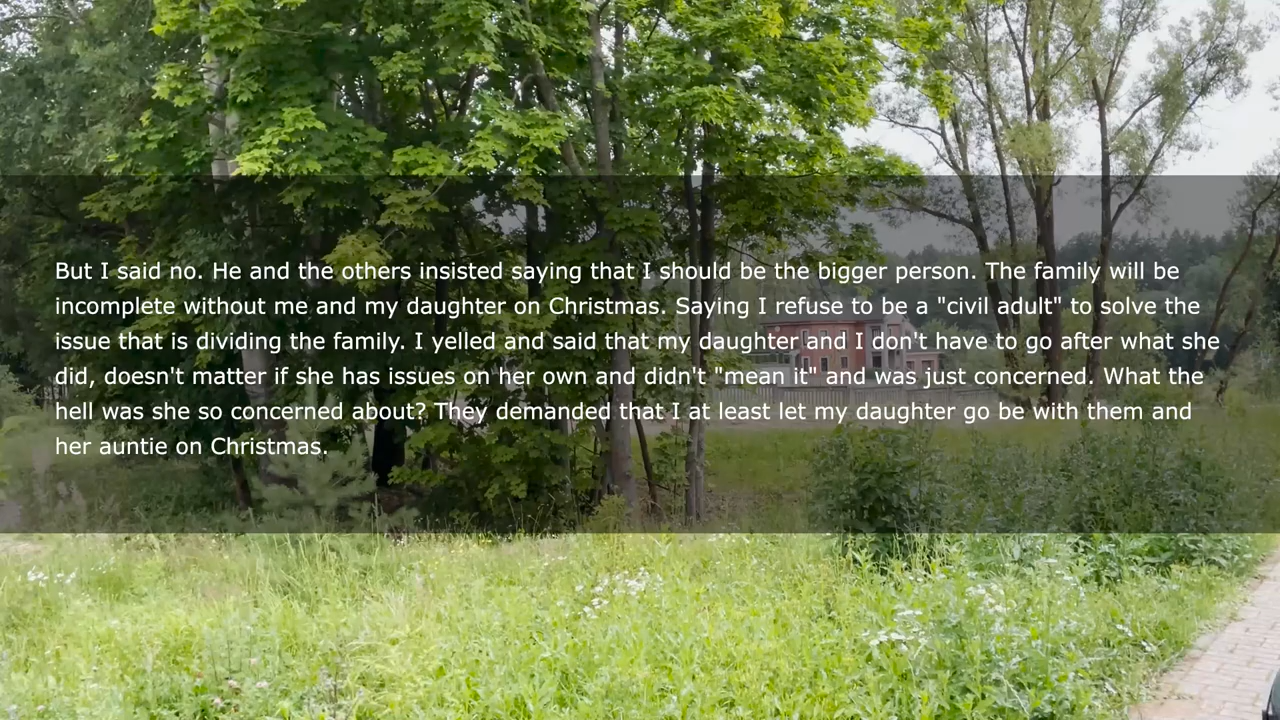 But I said no. He and the others insisted saying that I should be the bigger person. The family will be
incomplete without me and my daughter on Christmas. Saying I refuse to be a "civil adult" to solve the
issue that is dividing the family. I yelled and said that my daughter and I don't have to go after what she
did, doesn't matter if she has issues on her own and didn't "mean it" and was just concerned. What the
hell was she so concerned about? They demanded that I at least let my daughter go be with them and
her auntie on Christmas.